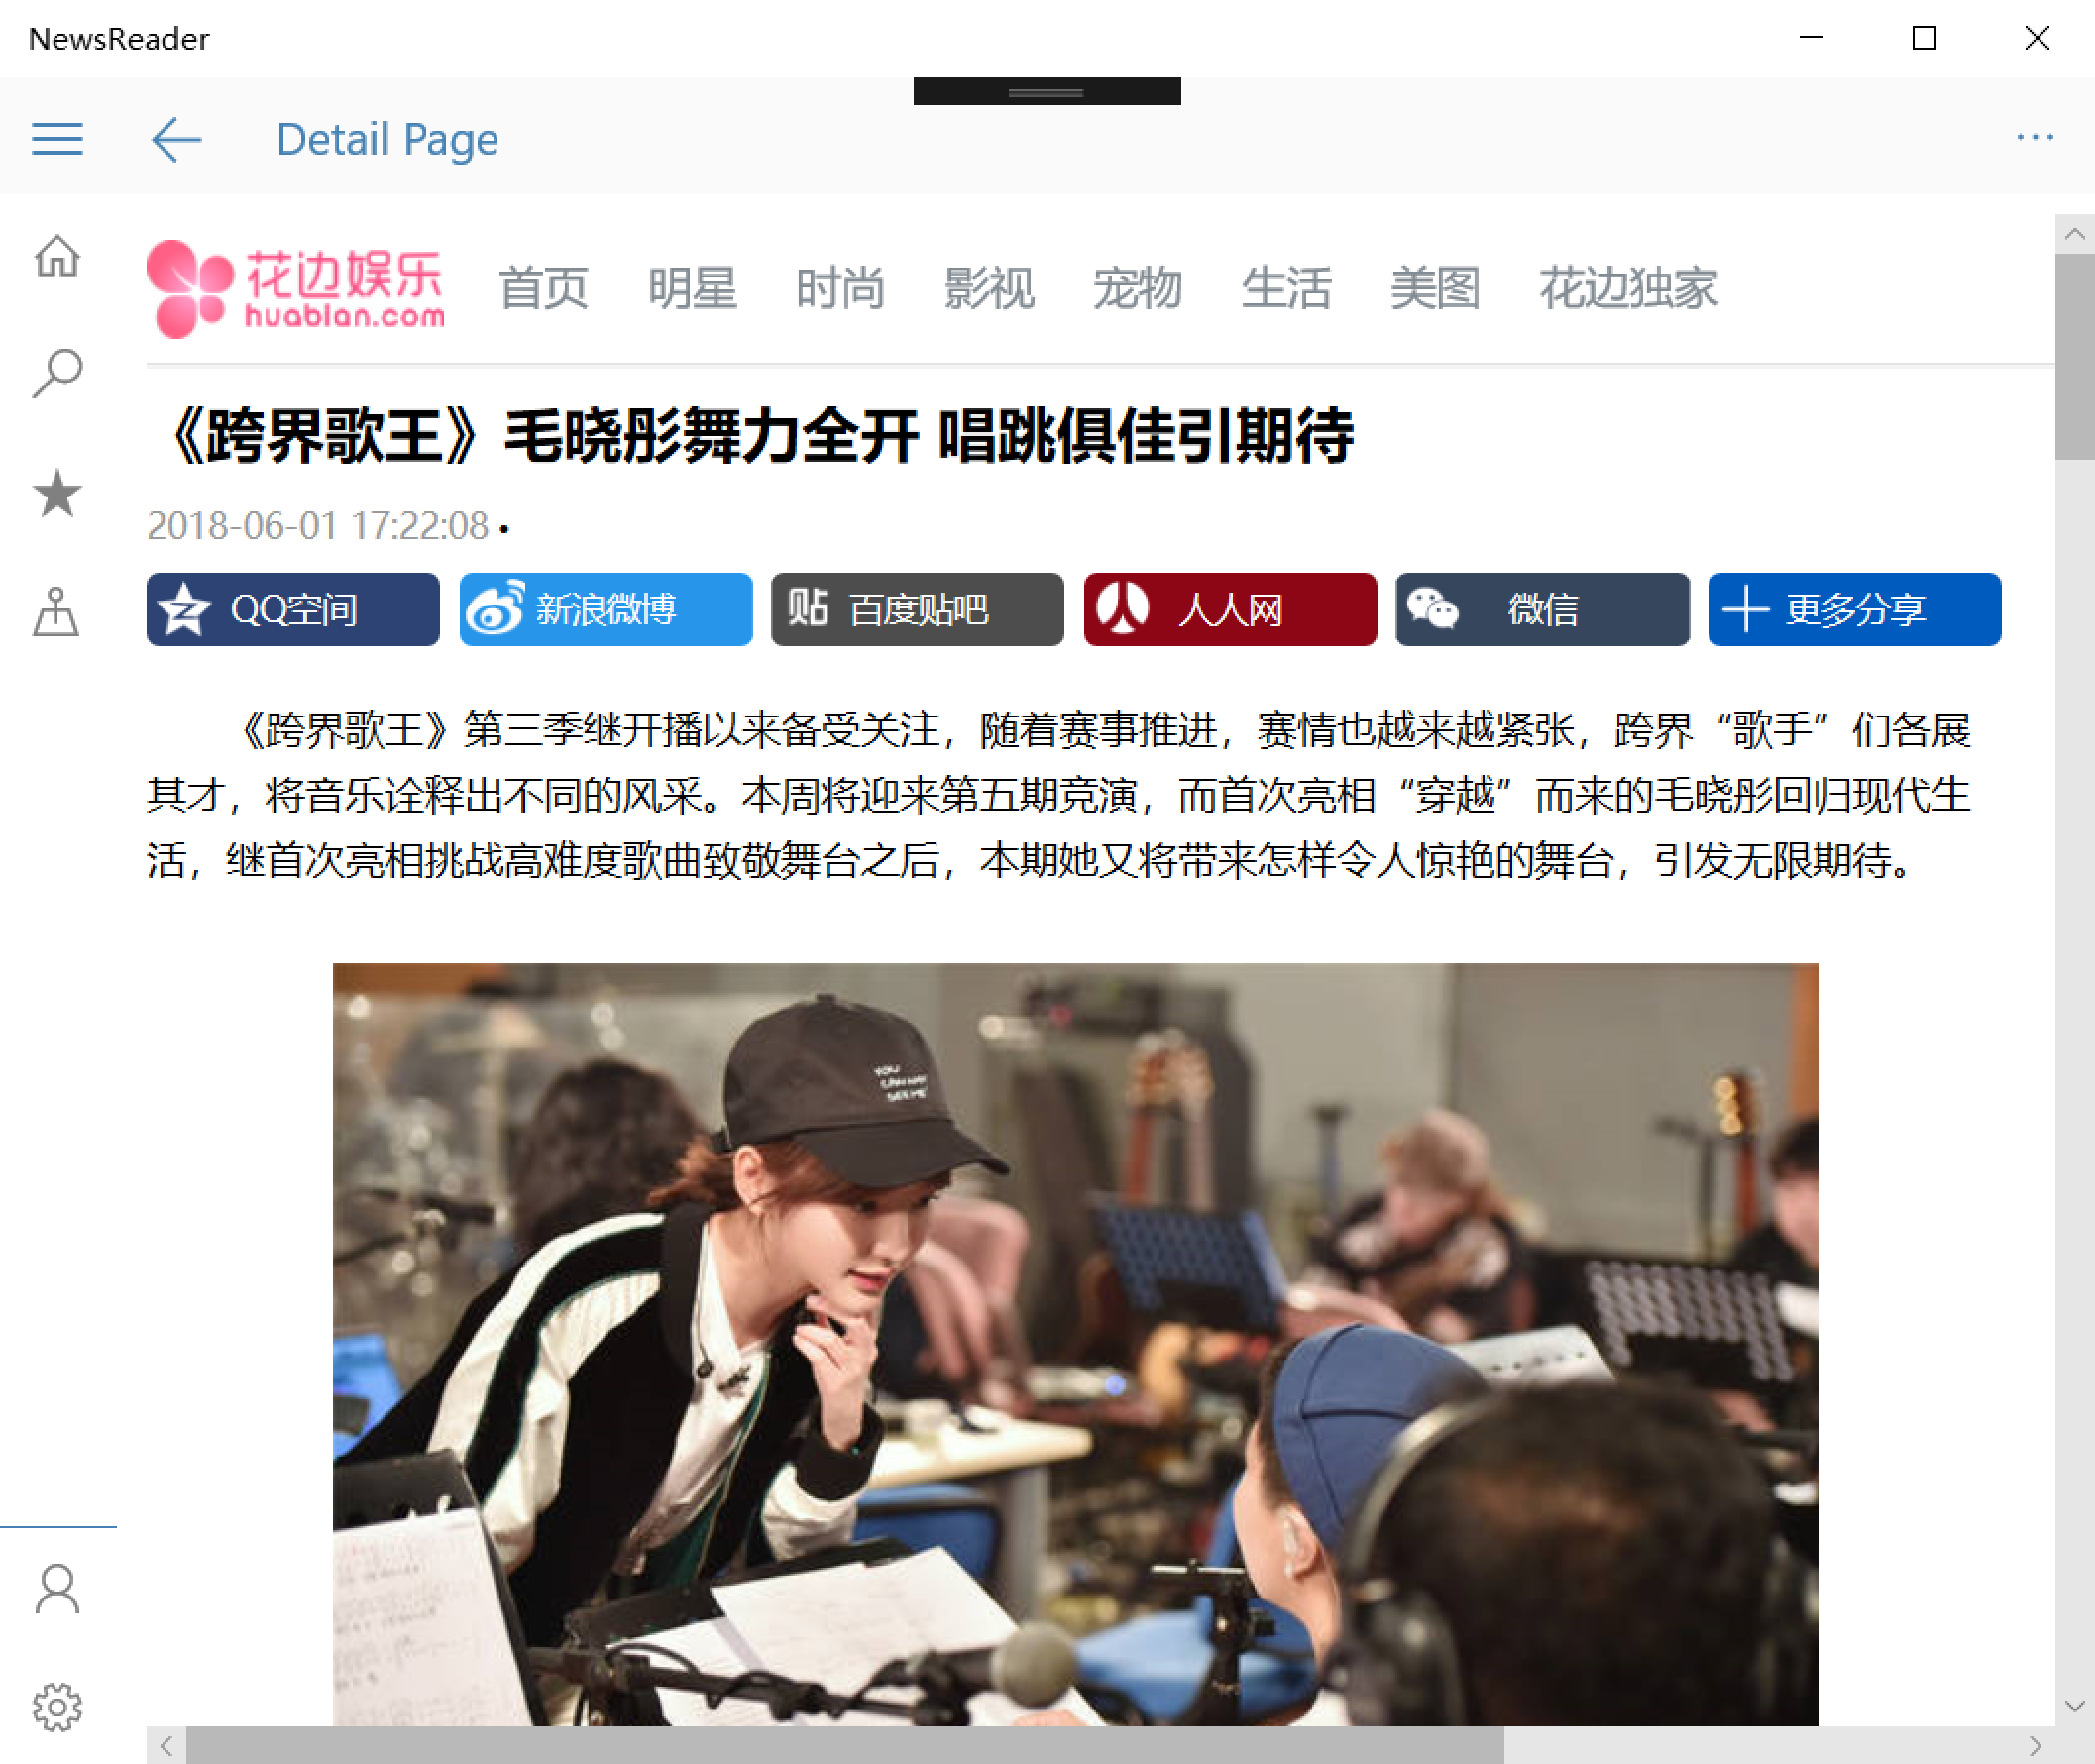 NewsReader
Detail Page
花边娱乐
huabian.com
首页 明星 时尚 影视 宠物 生活 美图 花边独家
《跨界歌王》毛晓彤舞力全开 唱跳俱佳引期待
2018-06-01 17:22:08 •
QQ空间 新浪微博 贴 百度贴吧 人人网 微信 更多分享
《跨界歌王》第三季继开播以来备受关注，随着赛事推进，赛情也越来越紧张，跨界“歌手”们各展
其才，将音乐诠释出不同的风采。本周将迎来第五期竞演，而首次亮相“穿越”而来的毛晓彤回归现代生
活，继首次亮相挑战高难度歌曲致敬舞台之后，本期她又将带来怎样令人惊艳的舞台，引发无限期待。
YOU
SEE ME